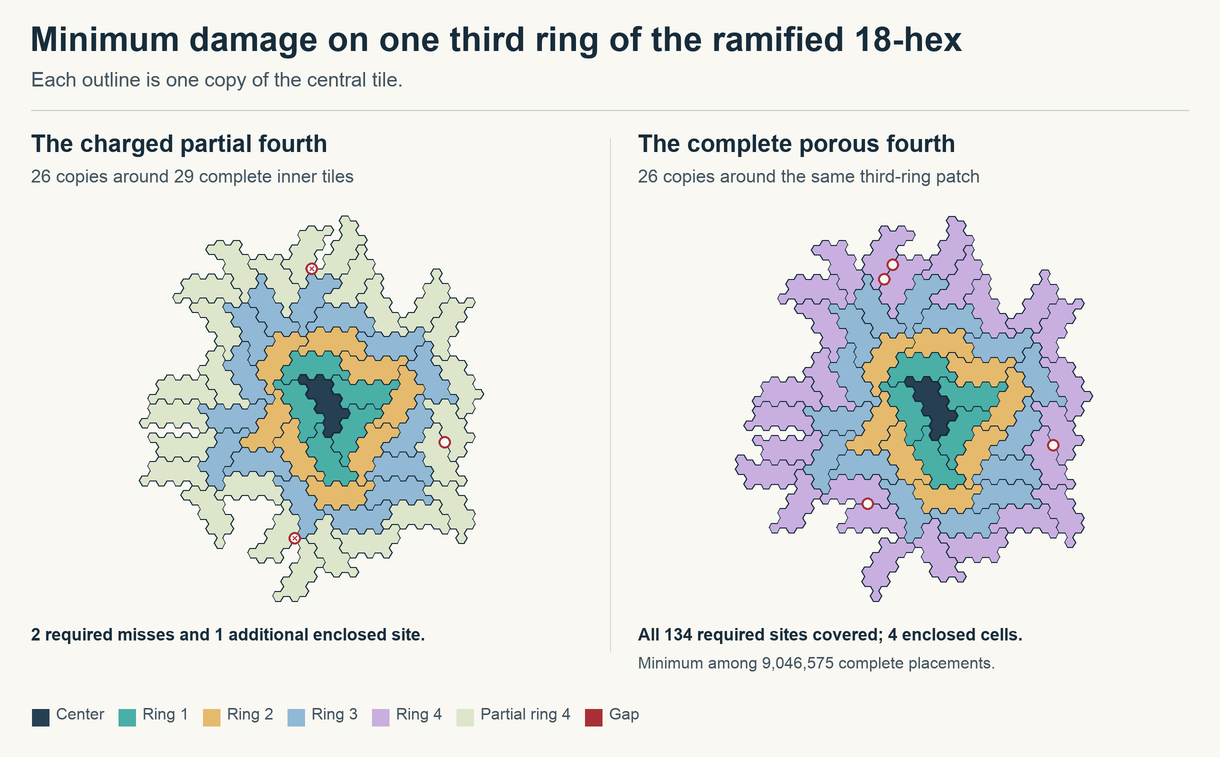 Minimum damage on one third ring of the ramified 18-hex
Each outline is one copy of the central tile.
The charged partial fourth
26 copies around 29 complete inner tiles
2 required misses and 1 additional enclosed site.
The complete porous fourth
26 copies around the same third-ring patch
All 134 required sites covered; 4 enclosed cells.
Minimum among 9,046,575 complete placements.
Center Ring 1 Ring 2 Ring 3 Ring 4 Partial ring 4 Gap